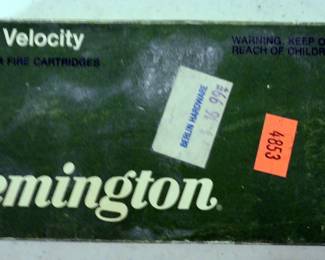 Velocity
FIRE CARTRIDGES
WARNING: KEEP O
REACH OF CHILDR
BERLIN HARDWARE
4853
emington